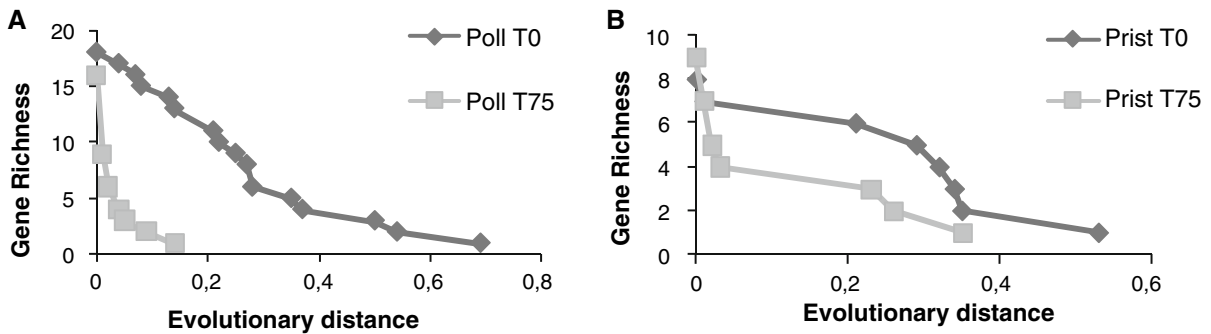 A
20
15
10
5
0
Gene Richness
0
0,2
0,4
0,6
0,8
Evolutionary distance
Poll T0
Poll T75
B
10
8
6
4
2
0
Gene Richness
0
0,2
0,4
0,6
Evolutionary distance
Prist T0
Prist T75